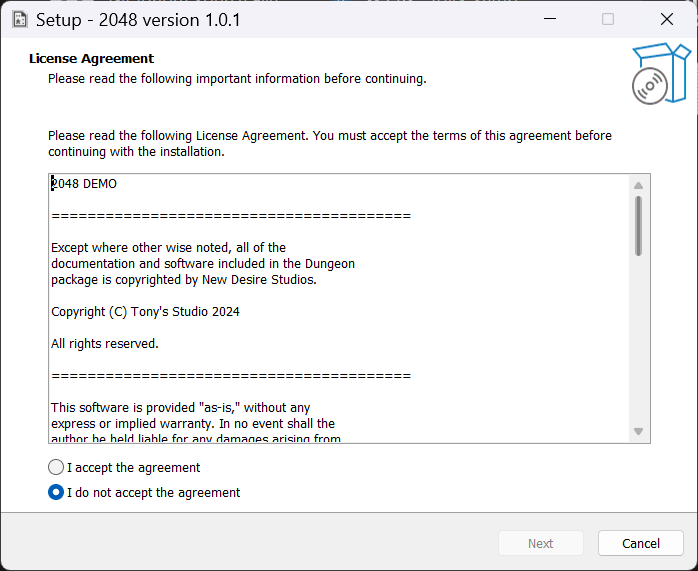 Setup - 2048 version 1.0.1
License Agreement
Please read the following important information before continuing.
Please read the following License Agreement. You must accept the terms of this agreement before
continuing with the installation.
2048 DEMO
========================================
Except where other wise noted, all of the
documentation and software included in the Dungeon
package is copyrighted by New Desire Studios.
Copyright (C) Tony's Studio 2024
All rights reserved.
========================================
This software is provided "as-is," without any
express or implied warranty. In no event shall the
author be held liable for any damages arising from
I accept the agreement
I do not accept the agreement
Next
Cancel